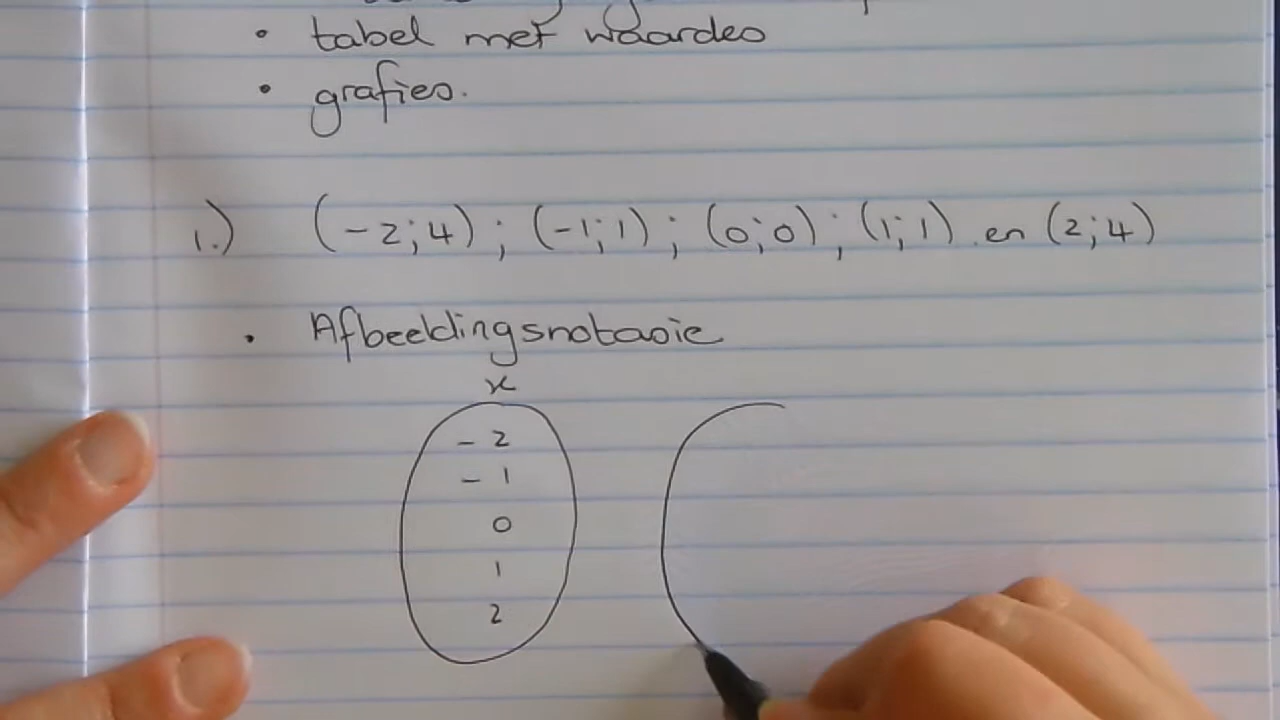 • tabel met waardes
• grafies.
1.) (-2;4) ; (-1;1) ; (0;0) ; (1;1) en (2;4)
• Afbeeldingsnotasie
x
-2
-1
0
1
2